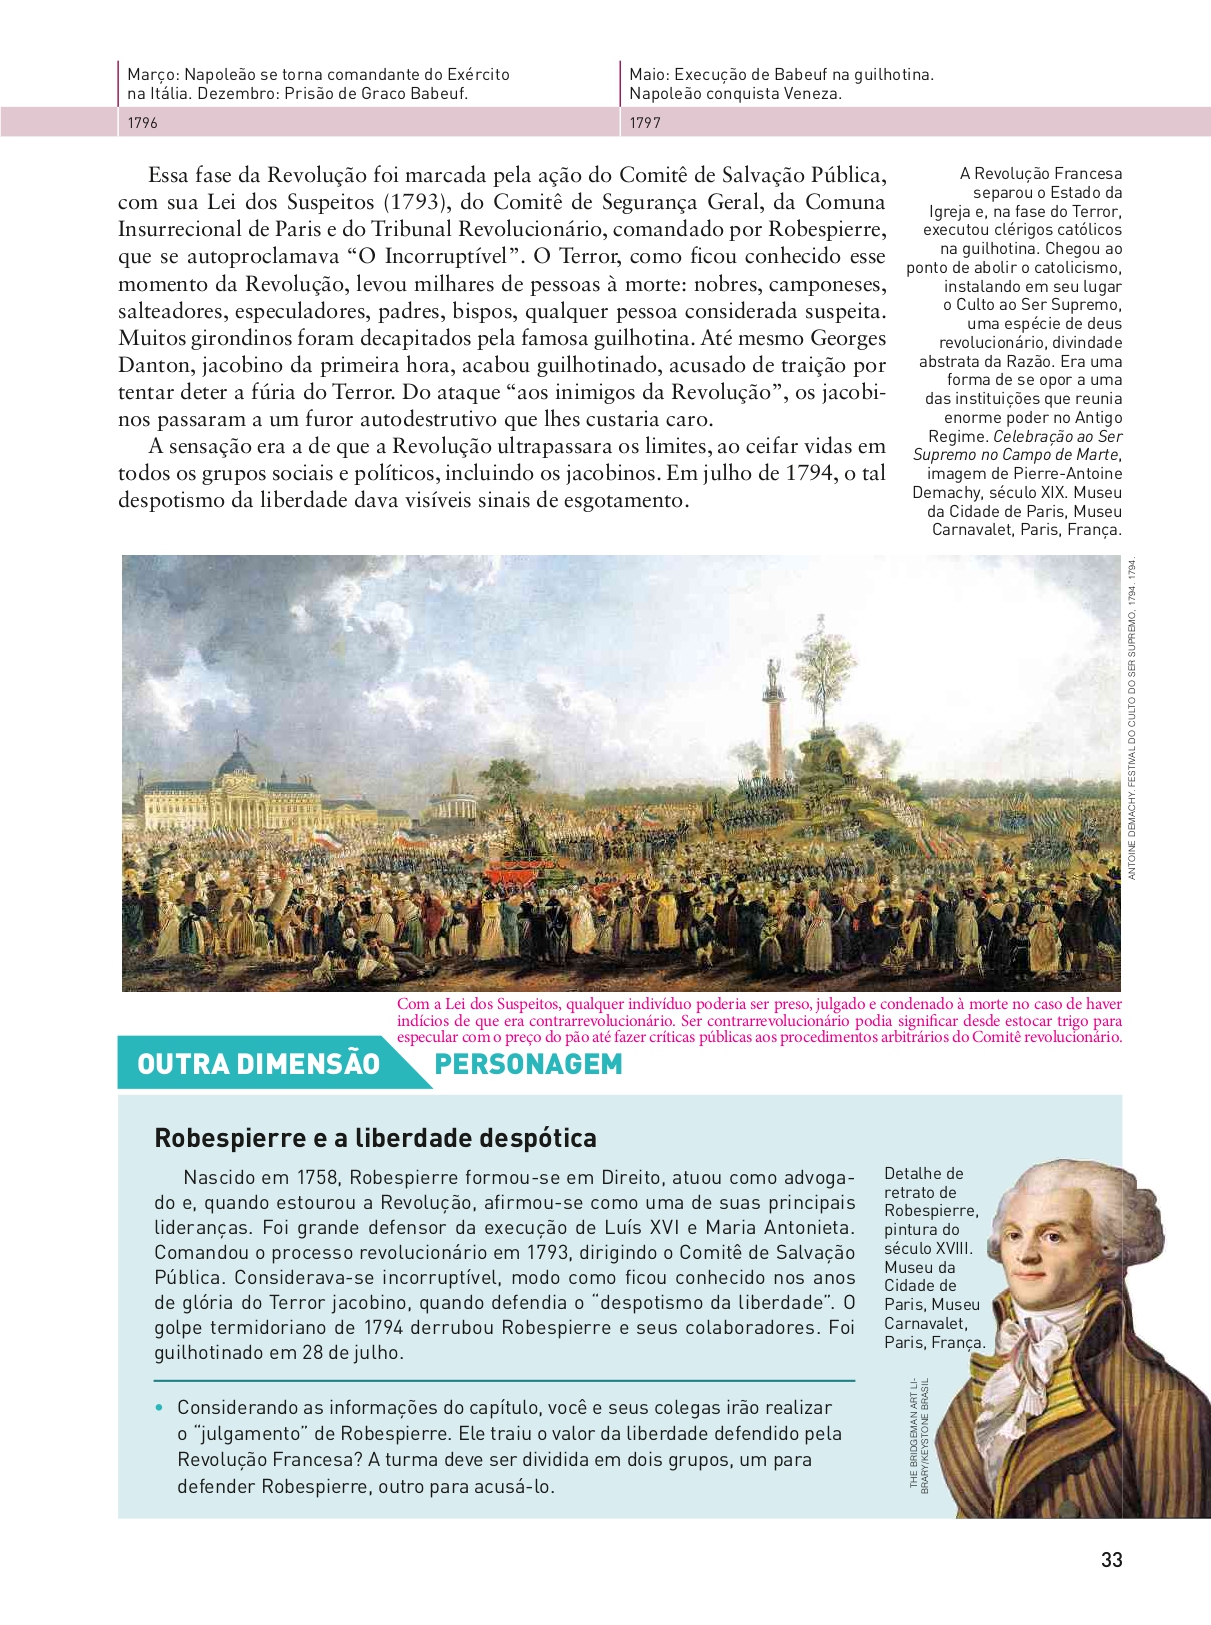 Março: Napoleão se torna comandante do Exército
na Itália. Dezembro: Prisão de Graco Babeuf.
Maio: Execução de Babeuf na guilhotina.
Napoleão conquista Veneza.
1796
1797
Essa fase da Revolução foi marcada pela ação do Comitê de Salvação Pública,
com sua Lei dos Suspeitos (1793), do Comitê de Segurança Geral, da Comuna
Insurrecional de Paris e do Tribunal Revolucionário, comandado por Robespierre,
que se autoproclamava “O Incorruptível”. O Terror, como ficou conhecido esse
momento da Revolução, levou milhares de pessoas à morte: nobres, camponeses,
salteadores, especuladores, padres, bispos, qualquer pessoa considerada suspeita.
Muitos girondinos foram decapitados pela famosa guilhotina. Até mesmo Georges
Danton, jacobino da primeira hora, acabou guilhotinado, acusado de traição por
tentar deter a fúria do Terror. Do ataque “aos inimigos da Revolução”, os jacobi-
nos passaram a um furor autodestrutivo que lhes custaria caro.
A sensação era a de que a Revolução ultrapassara os limites, ao ceifar vidas em
todos os grupos sociais e políticos, incluindo os jacobinos. Em julho de 1794, o tal
despotismo da liberdade dava visíveis sinais de esgotamento.
A Revolução Francesa
separou o Estado da
Igreja e, na fase do Terror,
executou clérigos católicos
na guilhotina. Chegou ao
ponto de abolir o catolicismo,
instalando em seu lugar
o Culto ao Ser Supremo,
uma espécie de deus
revolucionário, divindade
abstrata da Razão. Era uma
forma de se opor a uma
das instituições que reunia
enorme poder no Antigo
Regime. Celebração ao Ser
Supremo no Campo de Marte,
imagem de Pierre-Antoine
Demachy, século XIX. Museu
da Cidade de Paris, Museu
Carnavalet, Paris, França.
ANTOINE DEMACHY. FESTIVAL DO CULTO DO SER SUPREMO, 1794. 1794.
Com a Lei dos Suspeitos, qualquer indivíduo poderia ser preso, julgado e condenado à morte no caso de haver
indícios de que era contrarrevolucionário. Ser contrarrevolucionário podia significar desde estocar trigo para
especular com o preço do pão até fazer críticas públicas aos procedimentos arbitrários do Comitê revolucionário.
OUTRA DIMENSÃO PERSONAGEM
Robespierre e a liberdade despótica
Nascido em 1758, Robespierre formou-se em Direito, atuou como advoga-
do e, quando estourou a Revolução, afirmou-se como uma de suas principais
lideranças. Foi grande defensor da execução de Luís XVI e Maria Antonieta.
Comandou o processo revolucionário em 1793, dirigindo o Comitê de Salvação
Pública. Considerava-se incorruptível, modo como ficou conhecido nos anos
de glória do Terror jacobino, quando defendia o “despotismo da liberdade”. O
golpe termidoriano de 1794 derrubou Robespierre e seus colaboradores. Foi
guilhotinado em 28 de julho.
• Considerando as informações do capítulo, você e seus colegas irão realizar
o “julgamento” de Robespierre. Ele traiu o valor da liberdade defendido pela
Revolução Francesa? A turma deve ser dividida em dois grupos, um para
defender Robespierre, outro para acusá-lo.
Detalhe de
retrato de
Robespierre,
pintura do
século XVIII.
Museu da
Cidade de
Paris, Museu
Carnavalet,
Paris, França.
THE BRIDGEMAN ART LI-
BRARY/KEYSTONE BRASIL
33